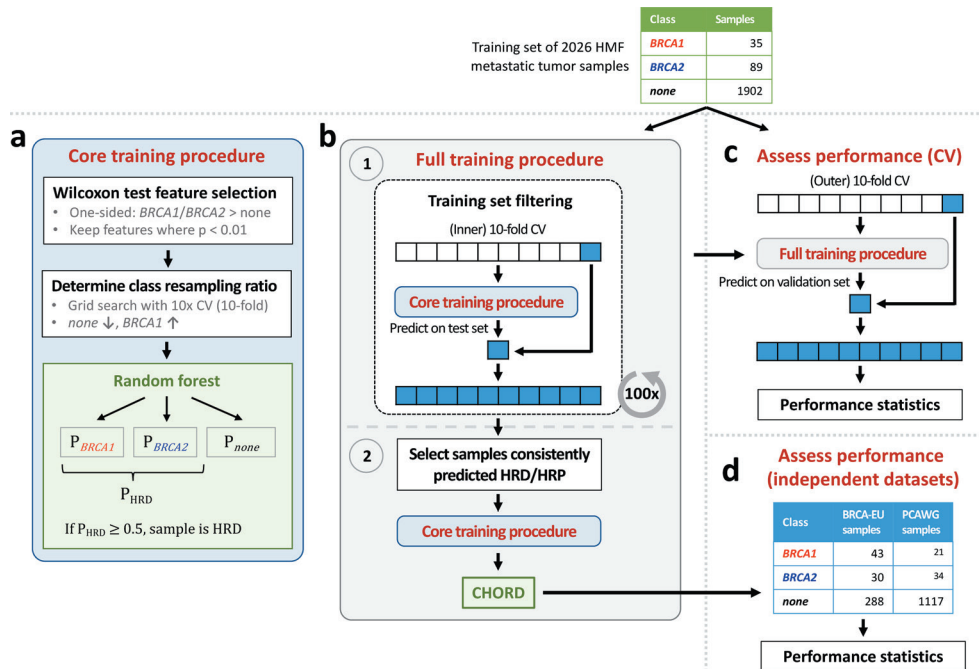 Training set of 2026 HMF
metastatic tumor samples
Class Samples
BRCA1 35
BRCA2 89
none 1902
a
Core training procedure
Wilcoxon test feature selection
• One-sided: BRCA1/BRCA2 > none
• Keep features where p < 0.01
Determine class resampling ratio
• Grid search with 10x CV (10-fold)
• none ↓, BRCA1 ↑
Random forest
P_BRCA1 P_BRCA2 P_none
P_HRD
If P_HRD ≥ 0.5, sample is HRD
b
1
Full training procedure
Training set filtering
(Inner) 10-fold CV
Core training procedure
Predict on test set
100x
2
Select samples consistently
predicted HRD/HRP
Core training procedure
CHORD
c
Assess performance (CV)
(Outer) 10-fold CV
Full training procedure
Predict on validation set
Performance statistics
d
Assess performance
(independent datasets)
Class BRCA-EU samples PCAWG samples
BRCA1 43 21
BRCA2 30 34
none 288 1117
Performance statistics